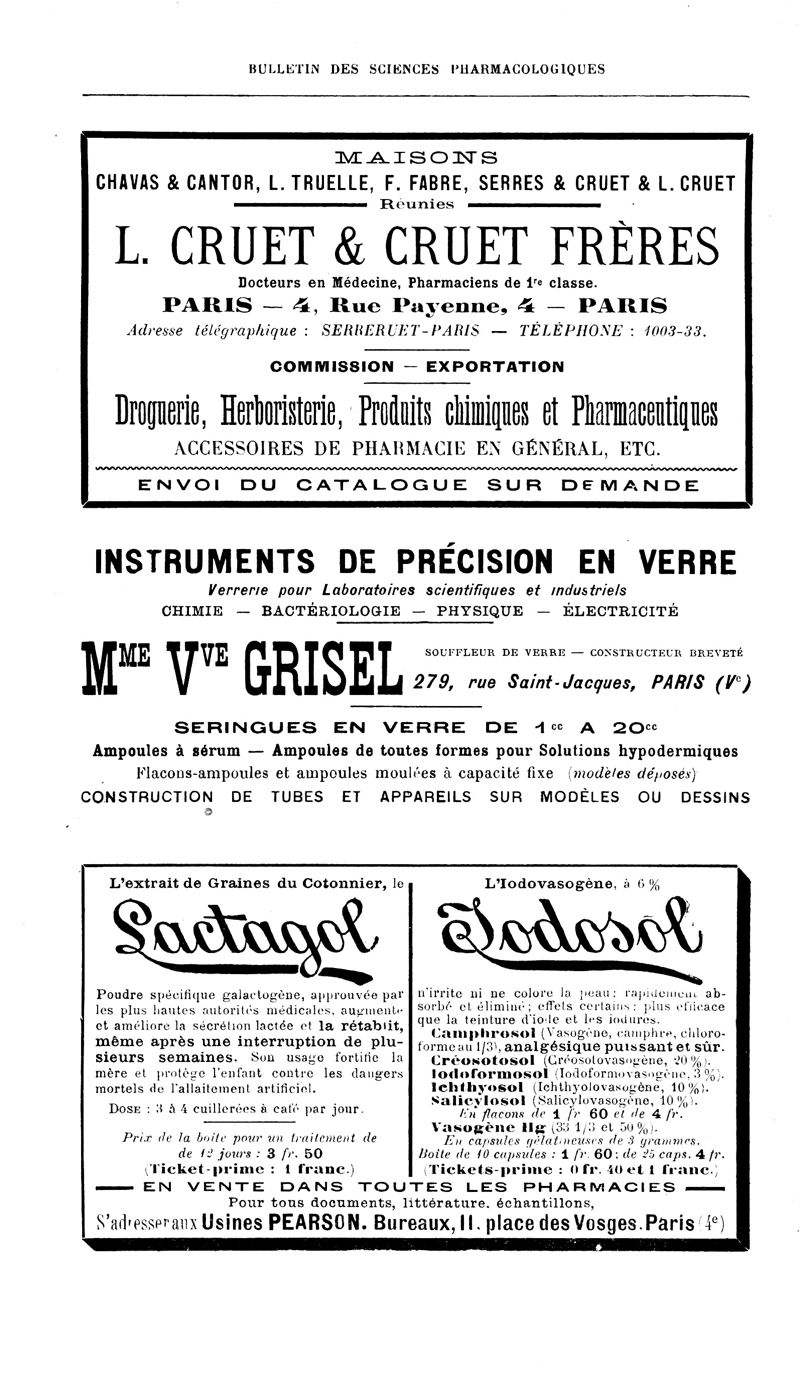 BULLETIN DES SCIENCES PHARMACOLOGIQUES
MAISONS
CHAVAS & CANTOR, L. TRUELLE, F. FABRE, SERRES & CRUET & L. CRUET
Réunies
L. CRUET & CRUET FRÈRES
Docteurs en Médecine, Pharmaciens de 1re classe.
PARIS — 4, Rue Payenne, 4 — PARIS
Adresse télégraphique : SERRERUET-PARIS — TÉLÉPHONE : 1003-33.
COMMISSION — EXPORTATION
Droguerie, Herboristerie, Produits chimiques et Pharmaceutiques
ACCESSOIRES DE PHARMACIE EN GÉNÉRAL, ETC.
ENVOI DU CATALOGUE SUR DEMANDE
INSTRUMENTS DE PRÉCISION EN VERRE
Verrerie pour Laboratoires scientifiques et industriels
CHIMIE — BACTÉRIOLOGIE — PHYSIQUE — ÉLECTRICITÉ
MME VVE GRISEL
SOUFFLEUR DE VERRE — CONSTRUCTEUR BREVETÉ
279, rue Saint-Jacques, PARIS (Ve)
SERINGUES EN VERRE DE 1cc A 20cc
Ampoules à sérum — Ampoules de toutes formes pour Solutions hypodermiques
Flacons-ampoules et ampoules moulées à capacité fixe (modèles déposés)
CONSTRUCTION DE TUBES ET APPAREILS SUR MODÈLES OU DESSINS
L'extrait de Graines du Cotonnier, le
Lactagol
Poudre spécifique galactogène, approuvée par
les plus hautes autorités médicales, augmente
et améliore la sécrétion lactée et la rétablit,
même après une interruption de plu-
sieurs semaines. Son usage fortifie la
mère et protège l'enfant contre les dangers
mortels de l'allaitement artificiel.
DOSE : 3 à 4 cuillerées à café par jour.
Prix de la boîte pour un traitement de
de 12 jours : 3 fr. 50
(Ticket-prime : 1 franc.)
L'Iodovasogène, à 6 %
Iodosol
n'irrite ni ne colore la peau; rapidement ab-
sorbé et éliminé; effets certains; plus efficace
que la teinture d'iode et les iodures.
Camphrosol (Vasogène, camphre, chloro-
forme au 1/3), analgésique puissant et sûr.
Créosotosol (Créosotovasogène, 20 %).
Iodoformosol (Iodoformovasogène, 3 %).
Ichthyosol (Ichthyolovasogène, 10 %).
Salicylosol (Salicylovasogène, 10 %).
En flacons de 1 fr 60 et de 4 fr.
Vasogène Hg (33 1/3 et 50 %).
En capsules gélatineuses de 3 grammes.
Boîte de 10 capsules : 1 fr. 60; de 25 caps. 4 fr.
(Tickets-prime : 0 fr. 40 et 1 franc.)
EN VENTE DANS TOUTES LES PHARMACIES
Pour tous documents, littérature, échantillons,
S'adresser aux Usines PEARSON. Bureaux, 11, place des Vosges. Paris (4e)